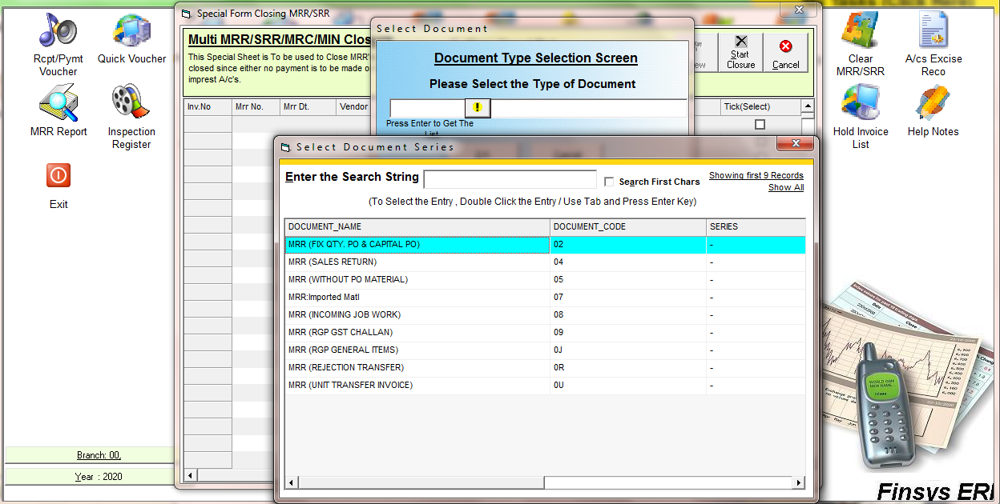 Special Form Closing MRR/SRR
Rcpt/Pymt
Voucher
Quick Voucher
MRR Report
Inspection
Register
Exit
Branch: 00,
Year : 2020
Multi MRR/SRR/MRC/MIN Clos
This Special Sheet is To be used to Close MRR'
closed since either no payment is to be made o
imprest A/c's.
Start
Closure
Cancel
Inv.No
Mrr No.
Mrr Dt.
Vendor
Tick(Select)
Select Document
Document Type Selection Screen
Please Select the Type of Document
Press Enter to Get The
List
Select Document Series
Enter the Search String
Search First Chars
Showing first 9 Records
Show All
(To Select the Entry , Double Click the Entry / Use Tab and Press Enter Key)
DOCUMENT_NAME DOCUMENT_CODE SERIES
MRR (FIX QTY. PO & CAPITAL PO) 02 -
MRR (SALES RETURN) 04 -
MRR (WITHOUT PO MATERIAL) 05 -
MRR:Imported Matl 07 -
MRR (INCOMING JOB WORK) 08 -
MRR (RGP GST CHALLAN) 09 -
MRR (RGP GENERAL ITEMS) 0J -
MRR (REJECTION TRANSFER) 0R -
MRR (UNIT TRANSFER INVOICE) 0U -
Clear
MRR/SRR
A/cs Excise
Reco
Hold Invoice
List
Help Notes
Finsys ER